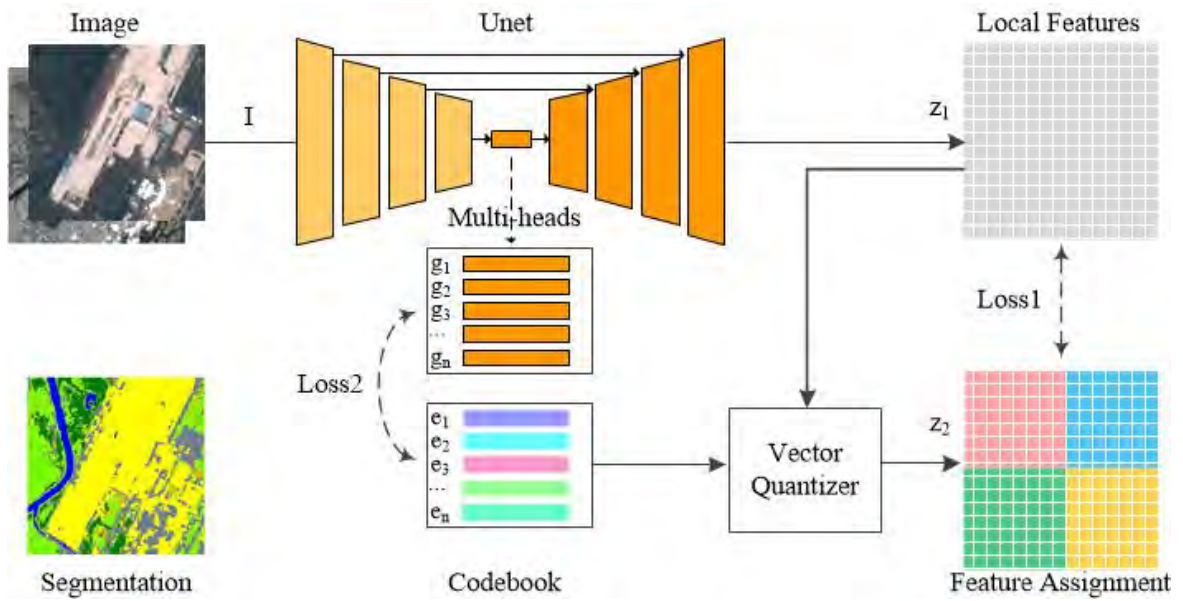 Image
Unet
Local Features
I
z1
Multi-heads
g1
g2
g3
...
gn
Loss1
Loss2
e1
e2
e3
...
en
Vector
Quantizer
z2
Segmentation
Codebook
Feature Assignment